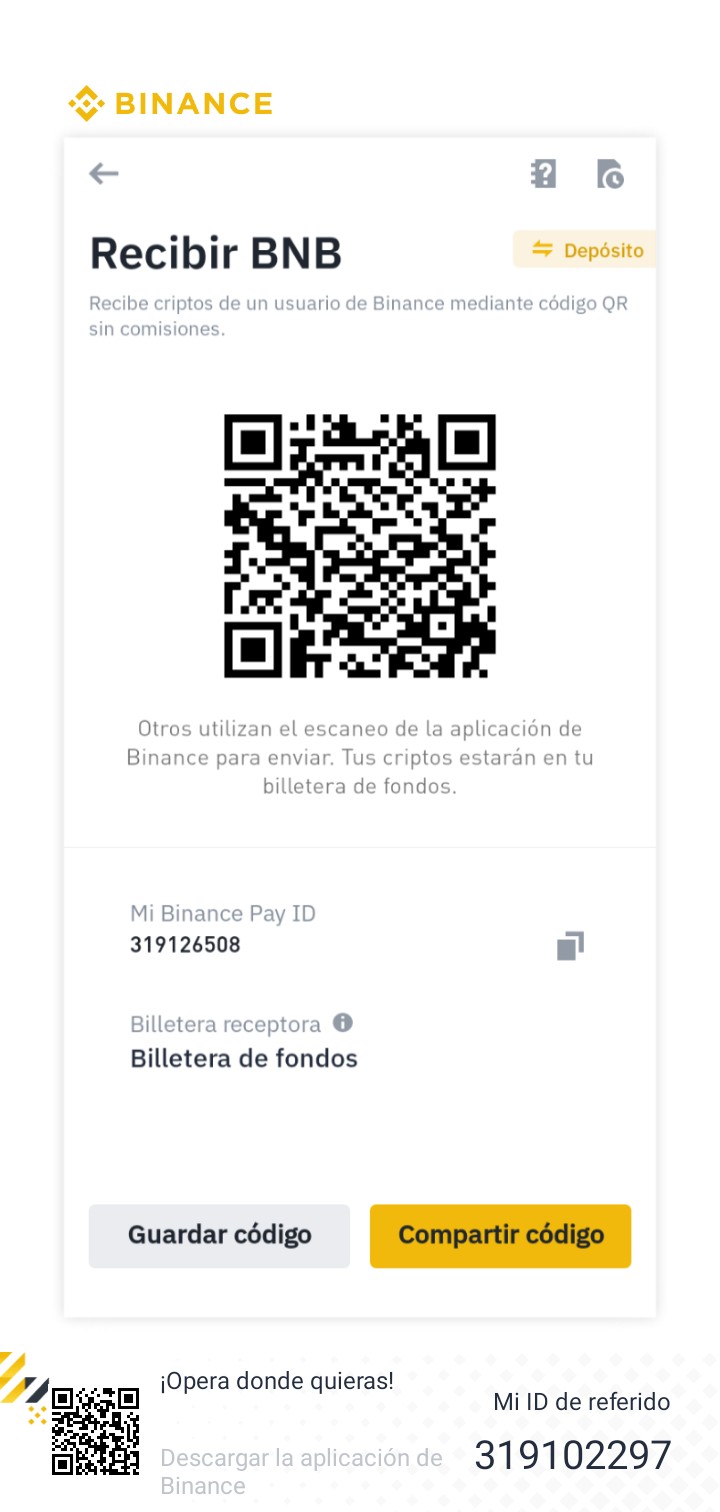 BINANCE
Recibir BNB
Depósito
Recibe criptos de un usuario de Binance mediante código QR
sin comisiones.
Otros utilizan el escaneo de la aplicación de
Binance para enviar. Tus criptos estarán en tu
billetera de fondos.
Mi Binance Pay ID
319126508
Billetera receptora
Billetera de fondos
Guardar código
Compartir código
¡Opera donde quieras!
Descargar la aplicación de
Binance
Mi ID de referido
319102297